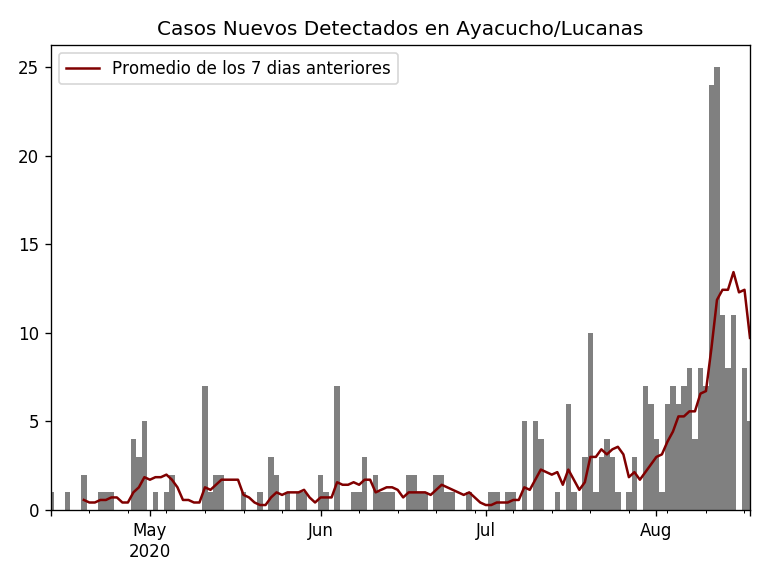 Casos Nuevos Detectados en Ayacucho/Lucanas
Promedio de los 7 dias anteriores
25
20
15
10
5
0
May Jun Jul Aug
2020